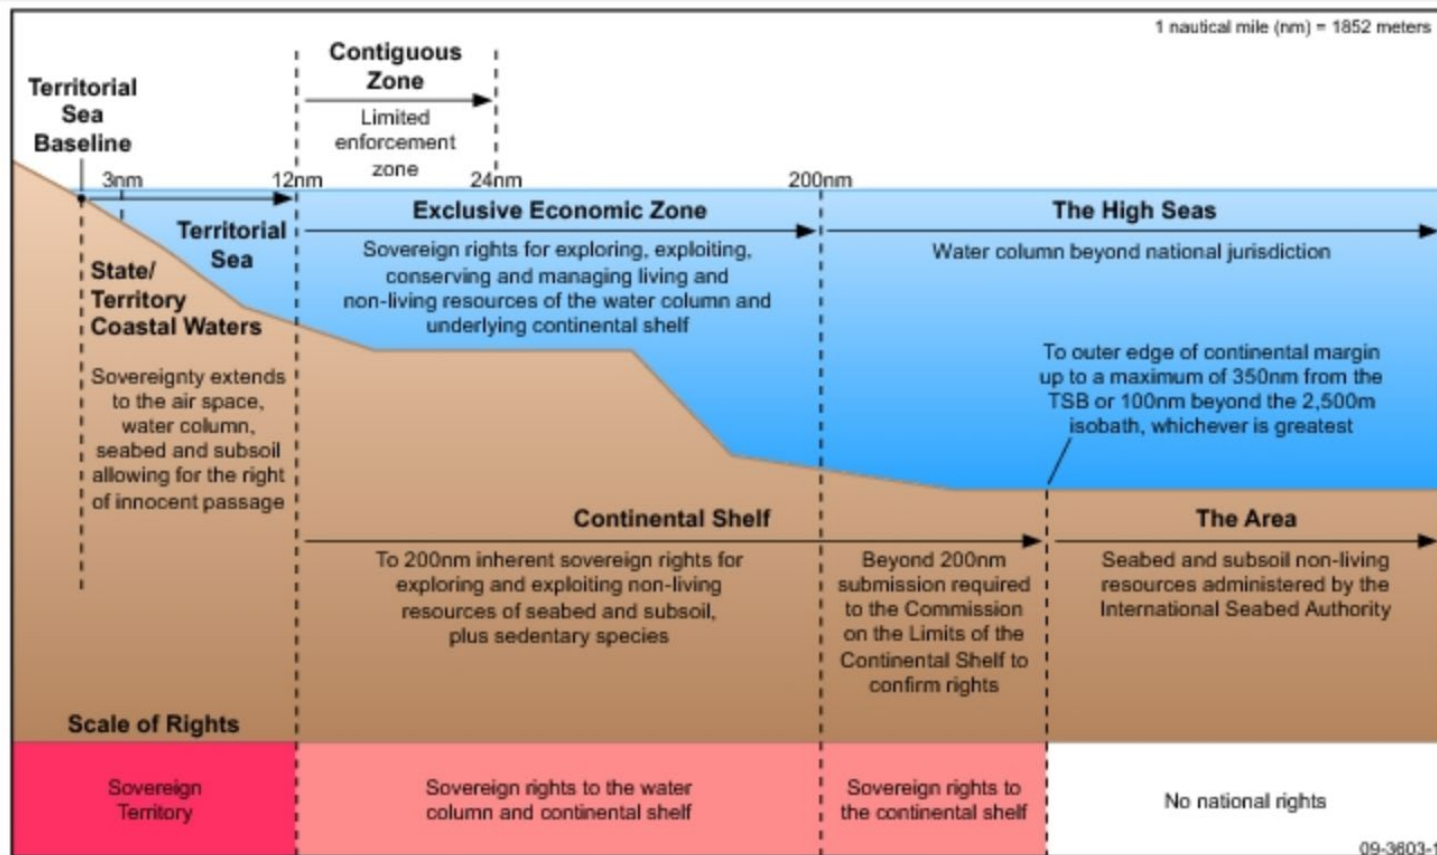 1 nautical mile (nm) = 1852 meters
Contiguous
Zone
Limited
enforcement
zone
Territorial
Sea
Baseline
3nm
12nm
24nm
200nm
Territorial
Sea
Exclusive Economic Zone
Sovereign rights for exploring, exploiting,
conserving and managing living and
non-living resources of the water column and
underlying continental shelf
The High Seas
Water column beyond national jurisdiction
State/
Territory
Coastal Waters
Sovereignty extends
to the air space,
water column,
seabed and subsoil
allowing for the right
of innocent passage
To outer edge of continental margin
up to a maximum of 350nm from the
TSB or 100nm beyond the 2,500m
isobath, whichever is greatest
Continental Shelf
To 200nm inherent sovereign rights for
exploring and exploiting non-living
resources of seabed and subsoil,
plus sedentary species
Beyond 200nm
submission required
to the Commission
on the Limits of the
Continental Shelf to
confirm rights
The Area
Seabed and subsoil non-living
resources administered by the
International Seabed Authority
Scale of Rights
Sovereign
Territory
Sovereign rights to the water
column and continental shelf
Sovereign rights to
the continental shelf
No national rights
09-3603-1